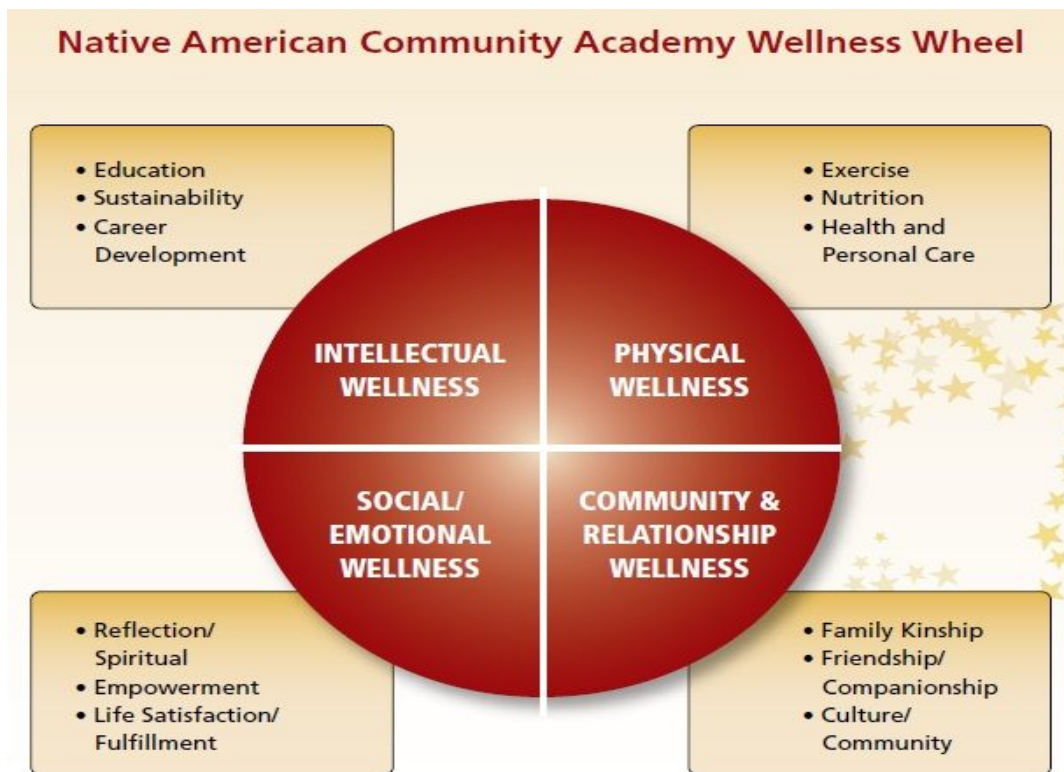 Native American Community Academy Wellness Wheel
• Education
• Sustainability
• Career
Development
• Exercise
• Nutrition
• Health and
Personal Care
INTELLECTUAL
WELLNESS
PHYSICAL
WELLNESS
SOCIAL/
EMOTIONAL
WELLNESS
COMMUNITY &
RELATIONSHIP
WELLNESS
• Reflection/
Spiritual
• Empowerment
• Life Satisfaction/
Fulfillment
• Family Kinship
• Friendship/
Companionship
• Culture/
Community